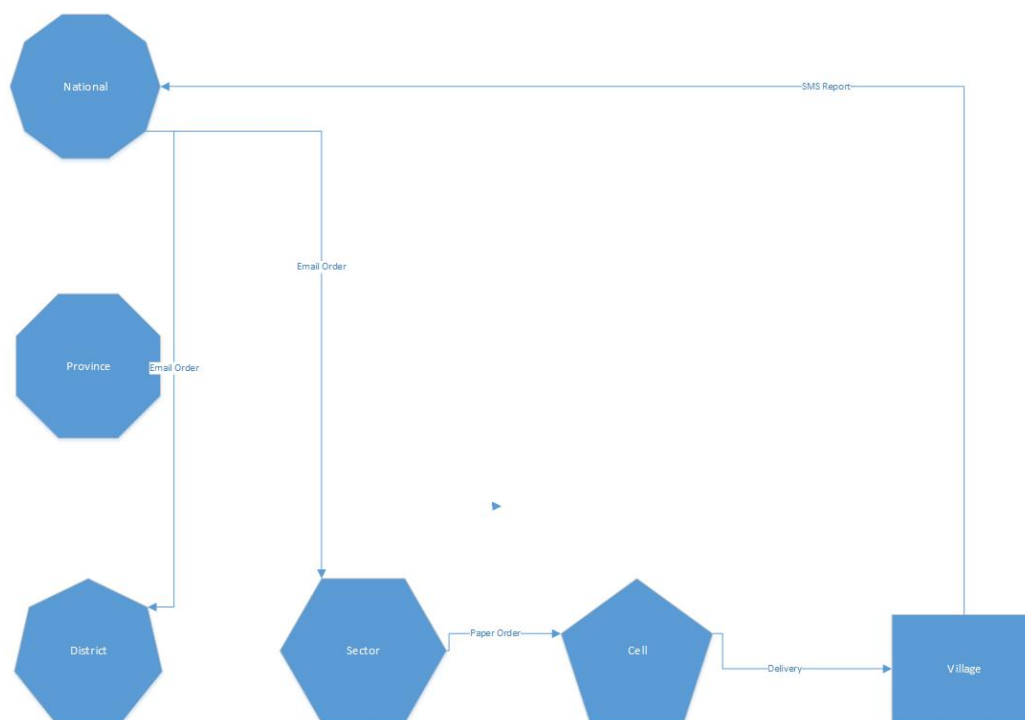 National
SMS Report
Email Order
Province
Email Order
District
Sector
Paper Order
Cell
Delivery
Village